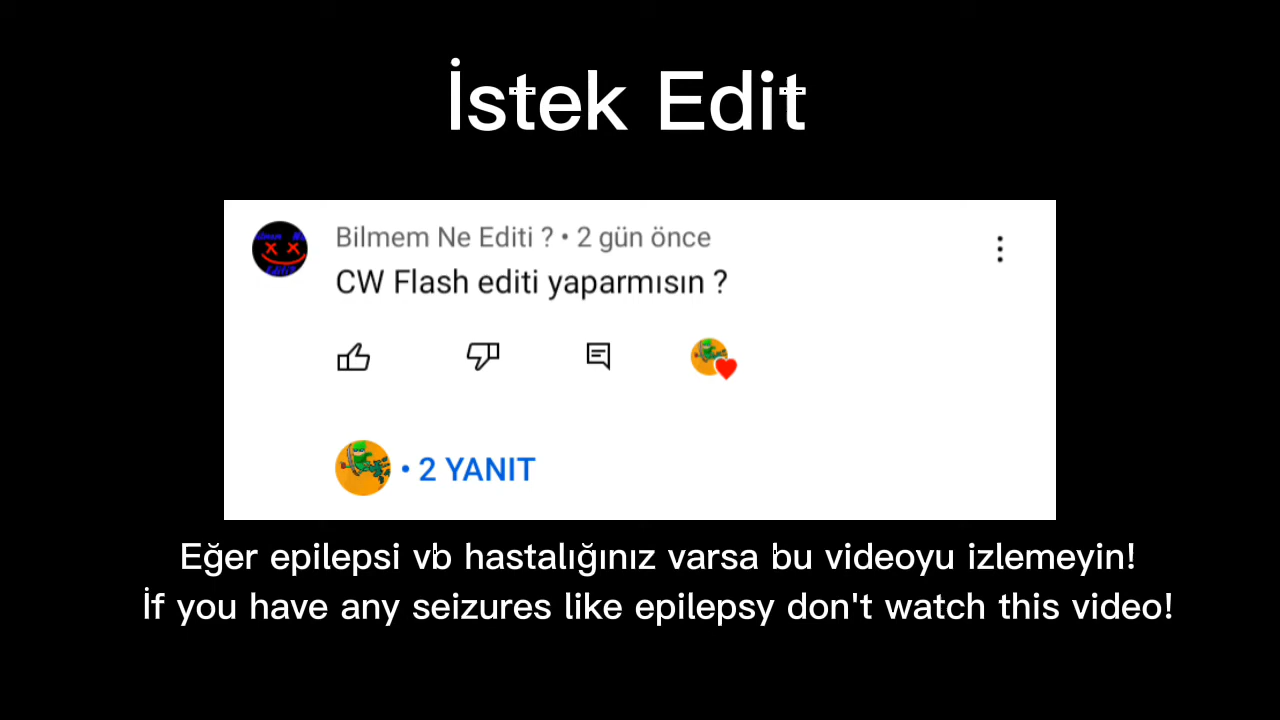 İstek Edit
Bilmem Ne Editi ? • 2 gün önce
CW Flash editi yaparmısın ?
• 2 YANIT
Eğer epilepsi vb hastalığınız varsa bu videoyu izlemeyin!
İf you have any seizures like epilepsy don't watch this video!